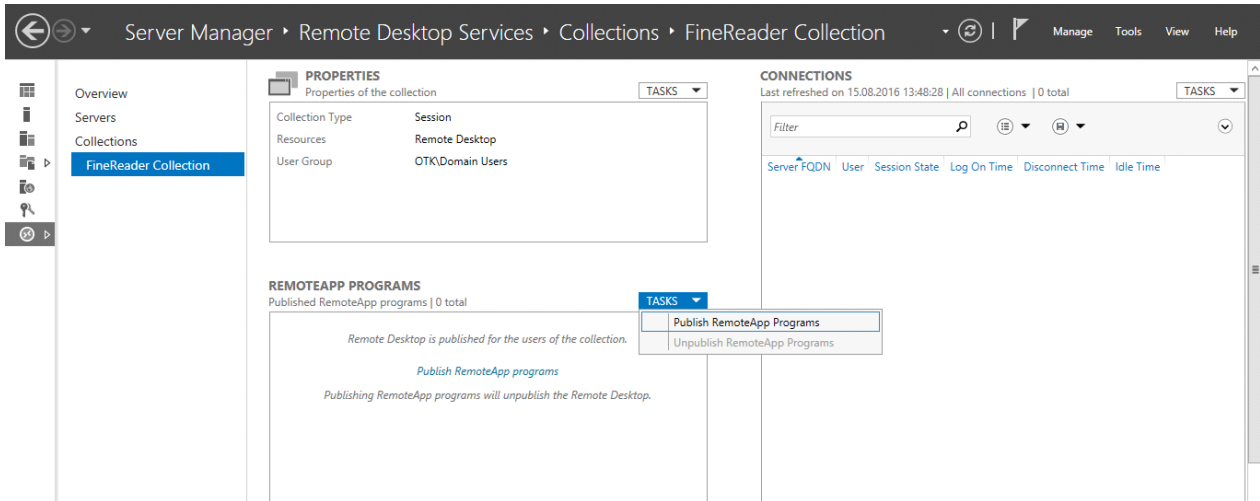 Server Manager ‣ Remote Desktop Services ‣ Collections ‣ FineReader Collection
Manage Tools View Help
Overview
Servers
Collections
FineReader Collection
PROPERTIES
Properties of the collection
TASKS
Collection Type Session
Resources Remote Desktop
User Group OTK\Domain Users
REMOTEAPP PROGRAMS
Published RemoteApp programs | 0 total
TASKS
Publish RemoteApp Programs
Unpublish RemoteApp Programs
Remote Desktop is published for the users of the collection.
Publish RemoteApp programs
Publishing RemoteApp programs will unpublish the Remote Desktop.
CONNECTIONS
Last refreshed on 15.08.2016 13:48:28 | All connections | 0 total
TASKS
Filter
Server FQDN User Session State Log On Time Disconnect Time Idle Time